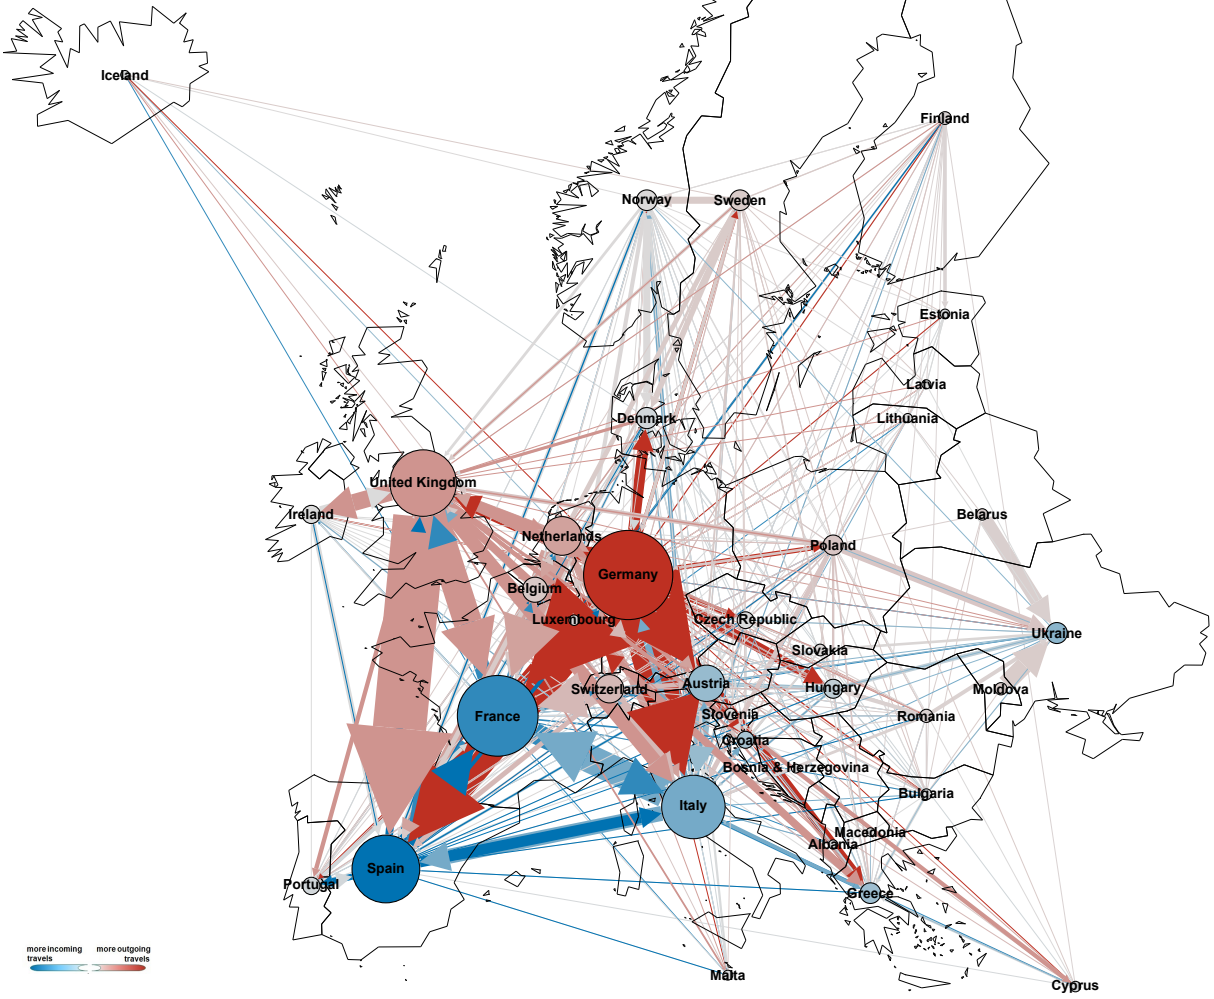 Iceland
Finland
Norway
Sweden
Estonia
Latvia
Denmark
Lithuania
United Kingdom
Ireland
Belarus
Netherlands
Poland
Germany
Belgium
Luxembourg
Czech Republic
Ukraine
Slovakia
Switzerland
Austria
Hungary
Moldova
France
Slovenia
Romania
Croatia
Bosnia & Herzegovina
Bulgaria
Italy
Macedonia
Albania
Spain
Portugal
Greece
more incoming
travels
more outgoing
travels
Malta
Cyprus